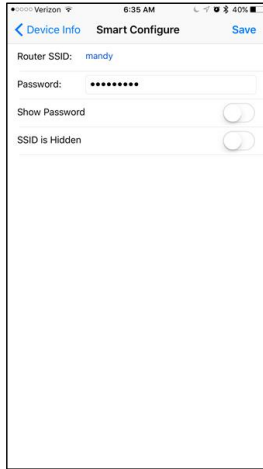 Verizon 6:35 AM 40%
Device Info Smart Configure Save
Router SSID: mandy
Password: •••••••••
Show Password
SSID is Hidden